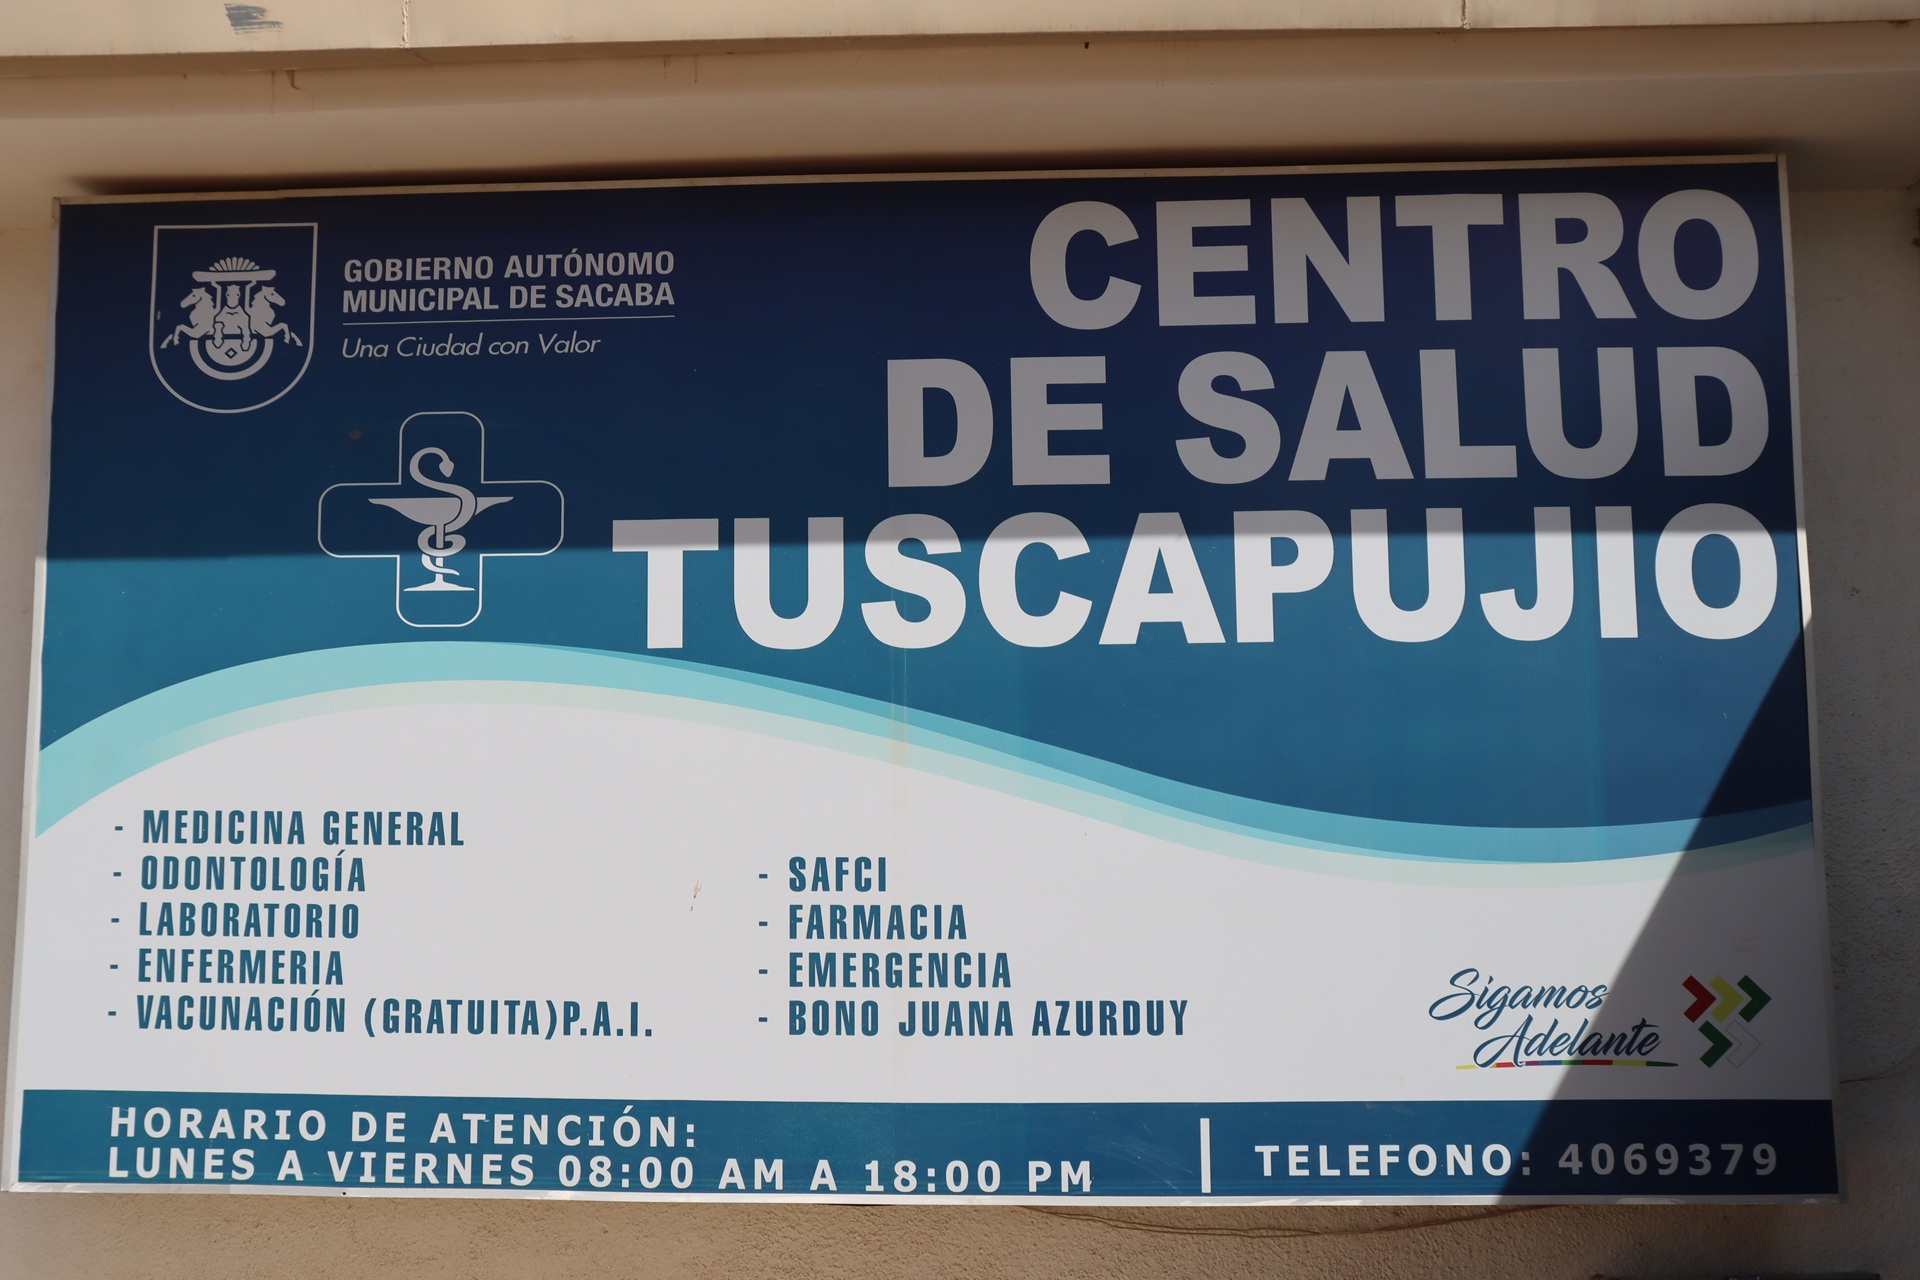 GOBIERNO AUTÓNOMO
MUNICIPAL DE SACABA
Una Ciudad con Valor
CENTRO
DE SALUD
TUSCAPUJIO
- MEDICINA GENERAL
- ODONTOLOGÍA
- LABORATORIO
- ENFERMERIA
- VACUNACIÓN (GRATUITA)P.A.I.
- SAFCI
- FARMACIA
- EMERGENCIA
- BONO JUANA AZURDUY
Sigamos
Adelante
HORARIO DE ATENCIÓN:
LUNES A VIERNES 08:00 AM A 18:00 PM
TELEFONO: 4069379